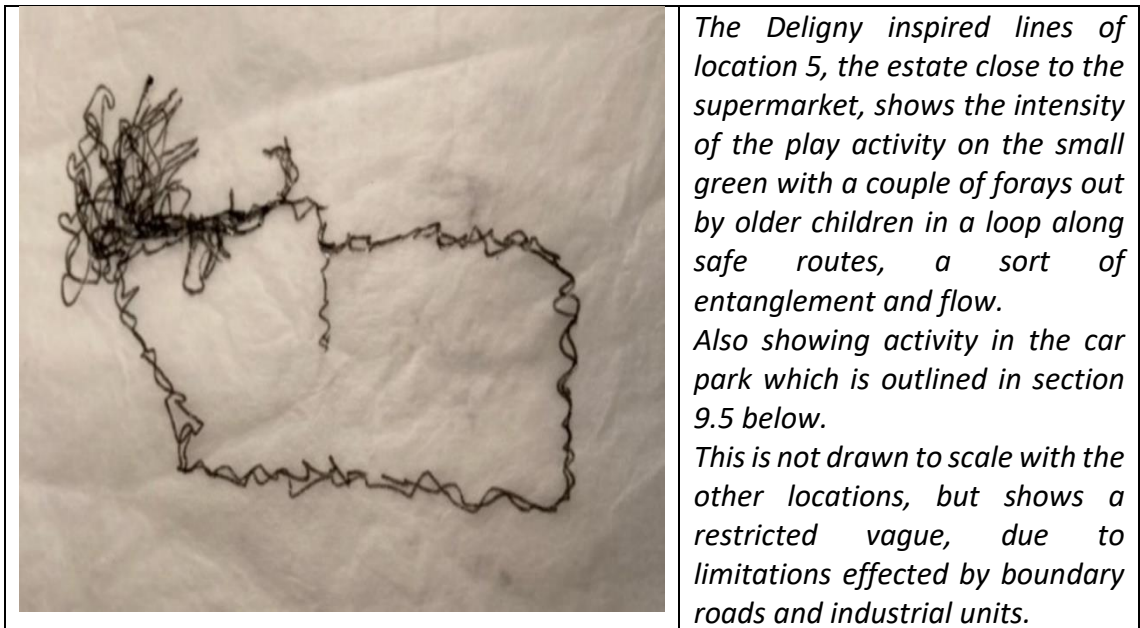 The Deligny inspired lines of
location 5, the estate close to the
supermarket, shows the intensity
of the play activity on the small
green with a couple of forays out
by older children in a loop along
safe routes, a sort of
entanglement and flow.
Also showing activity in the car
park which is outlined in section
9.5 below.
This is not drawn to scale with the
other locations, but shows a
restricted vague, due to
limitations effected by boundary
roads and industrial units.